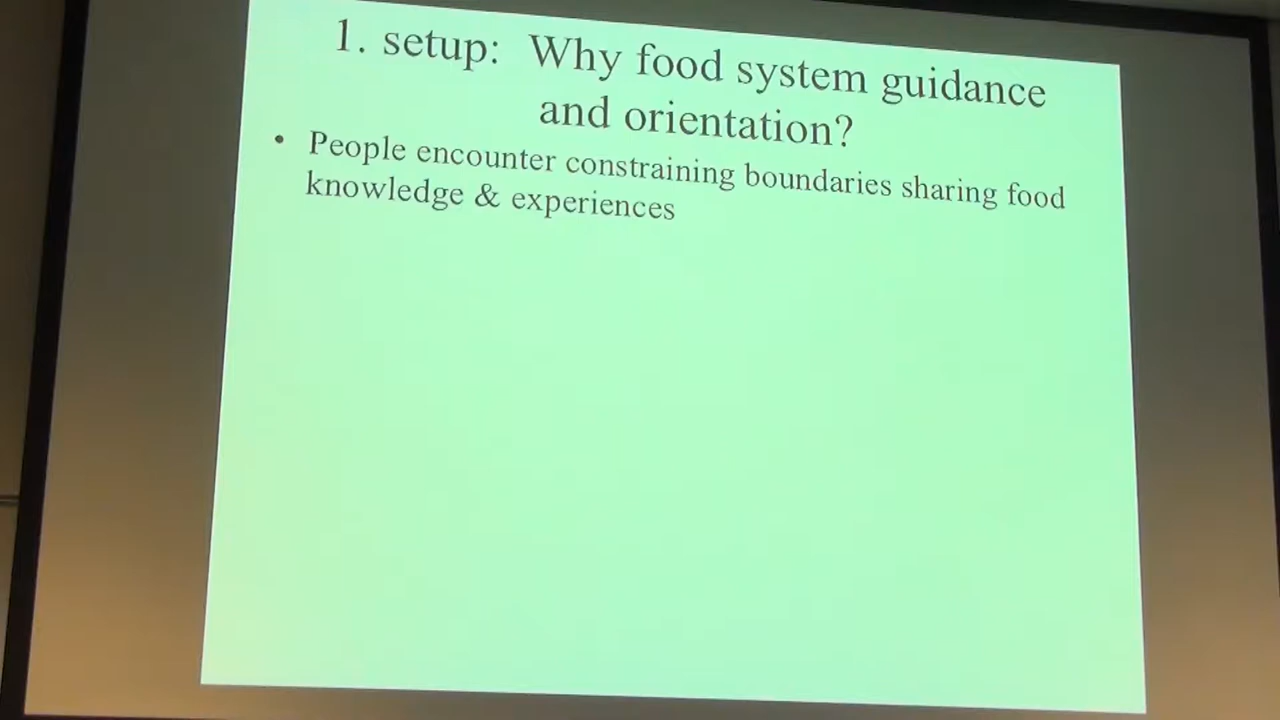 1. setup: Why food system guidance
and orientation?
• People encounter constraining boundaries sharing food
knowledge & experiences